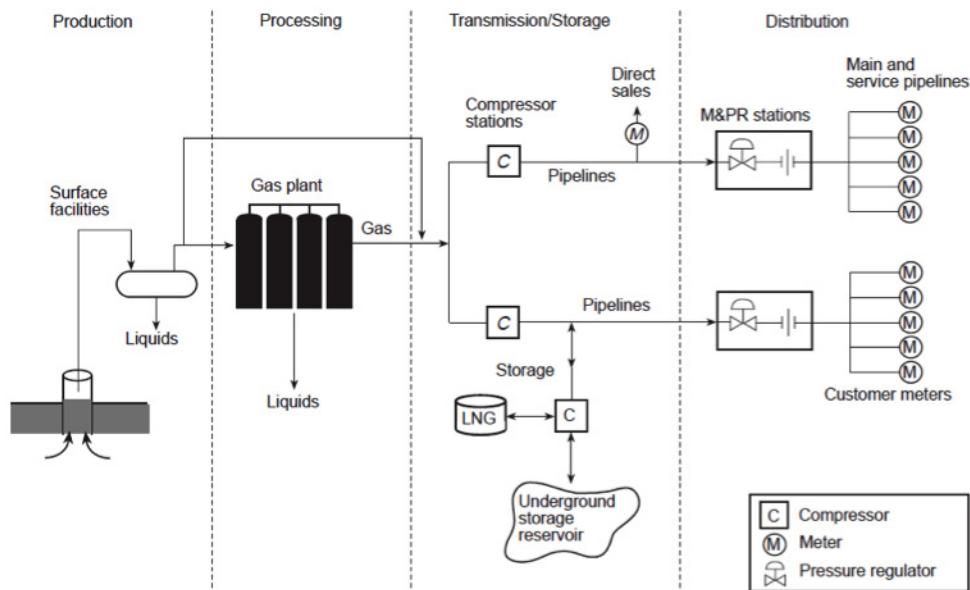 Production
Processing
Transmission/Storage
Distribution
Surface
facilities
Liquids
Gas plant
Gas
Liquids
Compressor
stations
C
Direct
sales
M
Pipelines
C
Pipelines
Storage
LNG
C
Underground
storage
reservoir
M&PR stations
Main and
service pipelines
M
M
M
M
M
M
M
M
M
M
Customer meters
C Compressor
M Meter
Pressure regulator